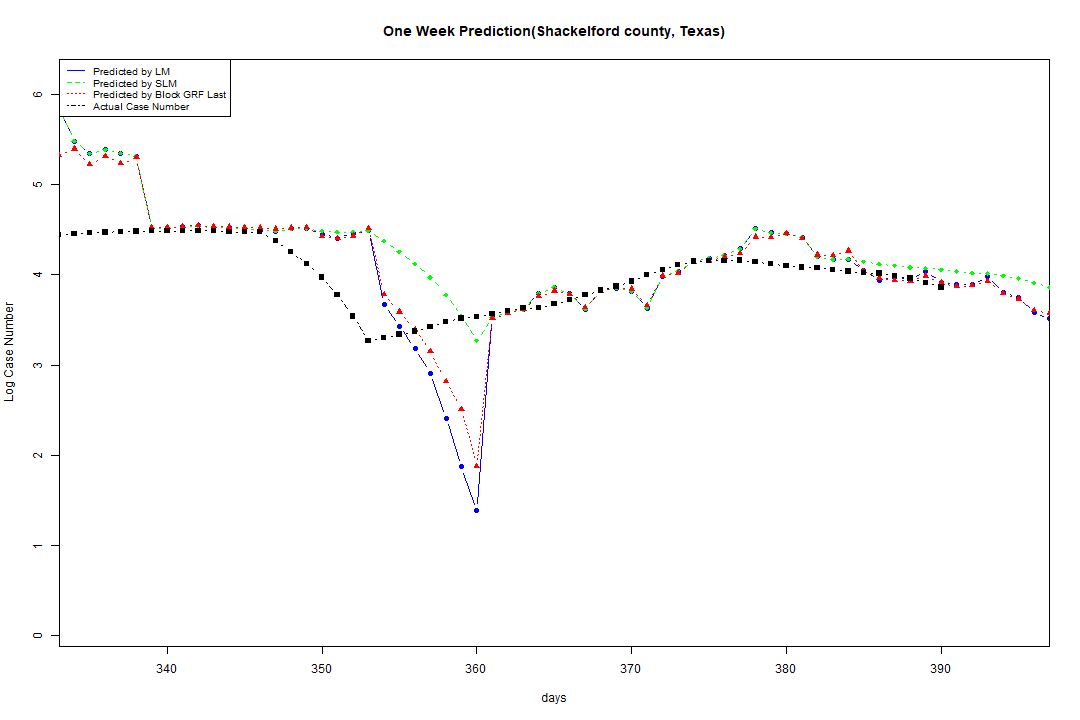 One Week Prediction(Shackelford county, Texas)
Predicted by LM
Predicted by SLM
Predicted by Block GRF Last
Actual Case Number
Log Case Number
6
5
4
3
2
1
0
340 350 360 370 380 390
days